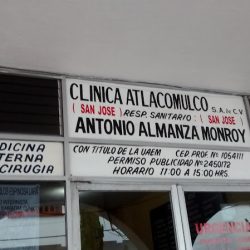 CLINICA ATLACOMULCO S.A. de C.V.
(SAN JOSE) RESP. SANITARIO: (SAN JOSE)
ANTONIO ALMANZA MONROY
DICINA
TERNA
CIRUGIA
CON TITULO DE LA UAEM CED. PROF. Nº 1054111
PERMISO PUBLICIDAD Nº 2450172
HORARIO 11:00 A 15:00 HRS.